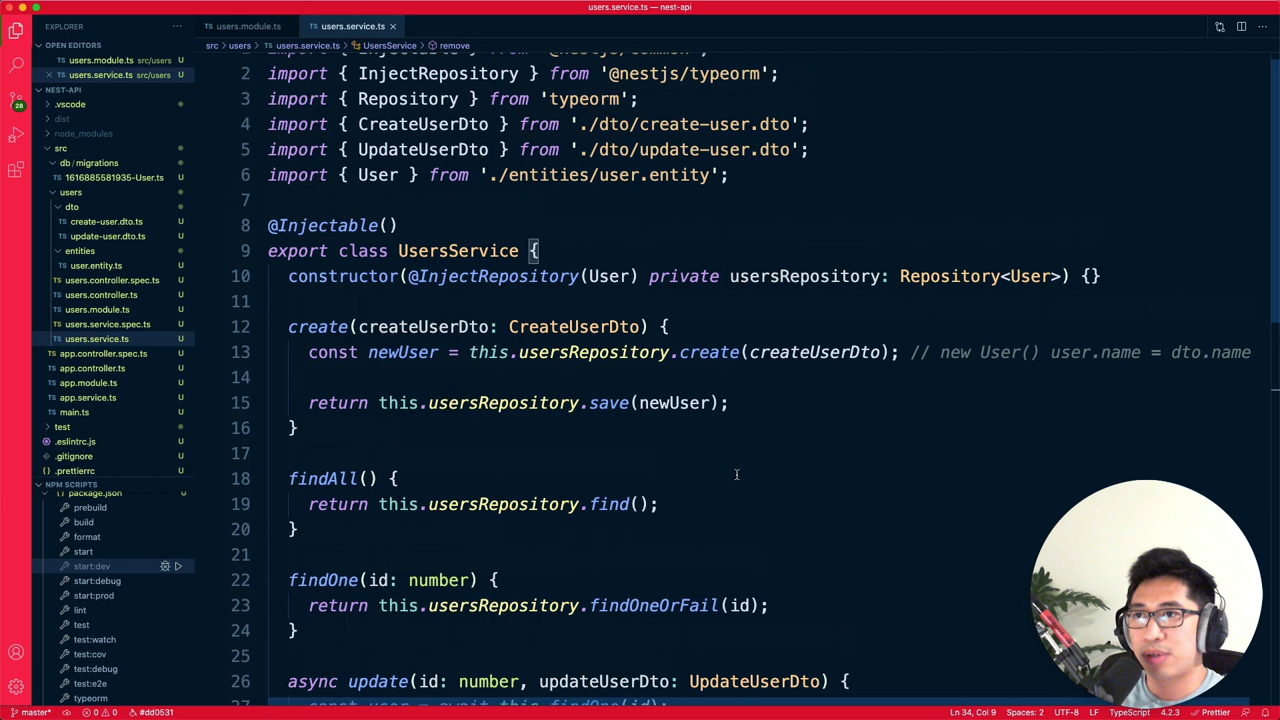 users.service.ts — nest-api
EXPLORER
users.module.ts
users.service.ts
OPEN EDITORS
users.module.ts src/users
users.service.ts src/users
NEST-API
.vscode
dist
node_modules
src
db/migrations
1616885581935-User.ts U
users
dto
create-user.dto.ts U
update-user.dto.ts U
entities
user.entity.ts U
users.controller.spec.ts U
users.controller.ts U
users.module.ts U
users.service.spec.ts U
users.service.ts U
app.controller.spec.ts U
app.controller.ts U
app.module.ts U
app.service.ts U
main.ts U
test
.eslintrc.js U
.gitignore U
.prettierrc U
NPM SCRIPTS
package.json U
prebuild
build
format
start
start:dev
start:debug
start:prod
lint
test
test:watch
test:cov
test:debug
test:e2e
typeorm
28
src > users > users.service.ts > UsersService > remove
2 import { InjectRepository } from '@nestjs/typeorm';
3 import { Repository } from 'typeorm';
4 import { CreateUserDto } from './dto/create-user.dto';
5 import { UpdateUserDto } from './dto/update-user.dto';
6 import { User } from './entities/user.entity';
7
8 @Injectable()
9 export class UsersService {
10 constructor(@InjectRepository(User) private usersRepository: Repository<User>) {}
11
12 create(createUserDto: CreateUserDto) {
13 const newUser = this.usersRepository.create(createUserDto); // new User() user.name = dto.name
14
15 return this.usersRepository.save(newUser);
16 }
17
18 findAll() {
19 return this.usersRepository.find();
20 }
21
22 findOne(id: number) {
23 return this.usersRepository.findOneOrFail(id);
24 }
25
26 async update(id: number, updateUserDto: UpdateUserDto) {
master* 0 0 #dd0531 Ln 34, Col 9 Spaces: 2 UTF-8 LF TypeScript 4.2.3 Prettier